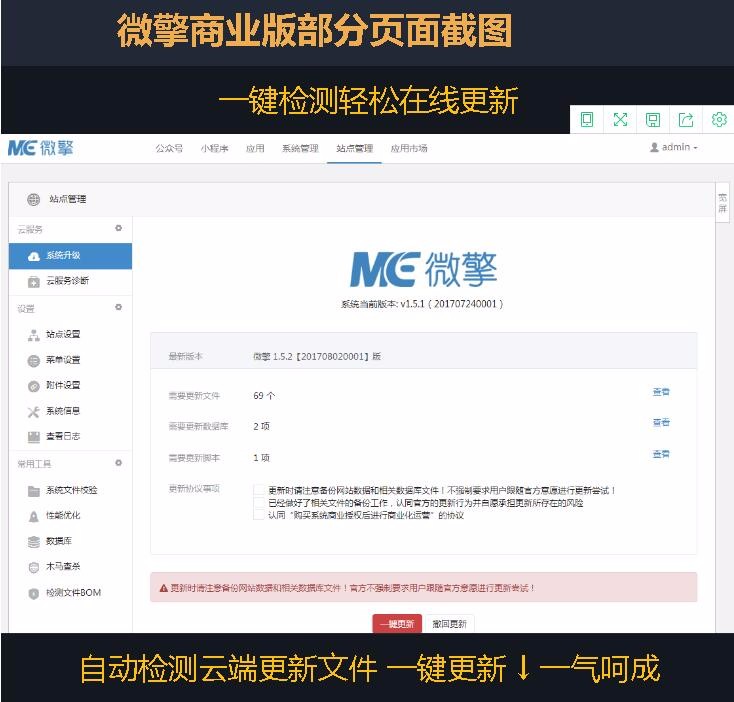 微擎商业版部分页面截图
一键检测轻松在线更新
微擎
公众号 小程序 应用 系统管理 站点管理 应用市场
admin
站点管理
宽屏
云服务
系统升级
云服务诊断
设置
站点设置
菜单设置
附件设置
系统信息
查看日志
常用工具
系统文件校验
性能优化
数据库
木马查杀
检测文件BOM
微擎
系统当前版本: v1.5.1 ( 201707240001 )
最新版本 微擎 1.5.2【201708020001】版
需要更新文件 69 个 查看
需要更新数据库 2 项 查看
需要更新脚本 1 项 查看
更新协议事项 更新时请注意备份网站数据和相关数据库文件！不强制要求用户跟随官方意愿进行更新尝试！
已经做好了相关文件的备份工作，认同官方的更新行为并自愿承担更新所存在的风险
认同 “购买系统商业授权后进行商业化运营” 的协议
更新时请注意备份网站数据和相关数据库文件！官方不强制要求用户跟随官方意愿进行更新尝试！
一键更新 撤回更新
自动检测云端更新文件 一键更新↓一气呵成